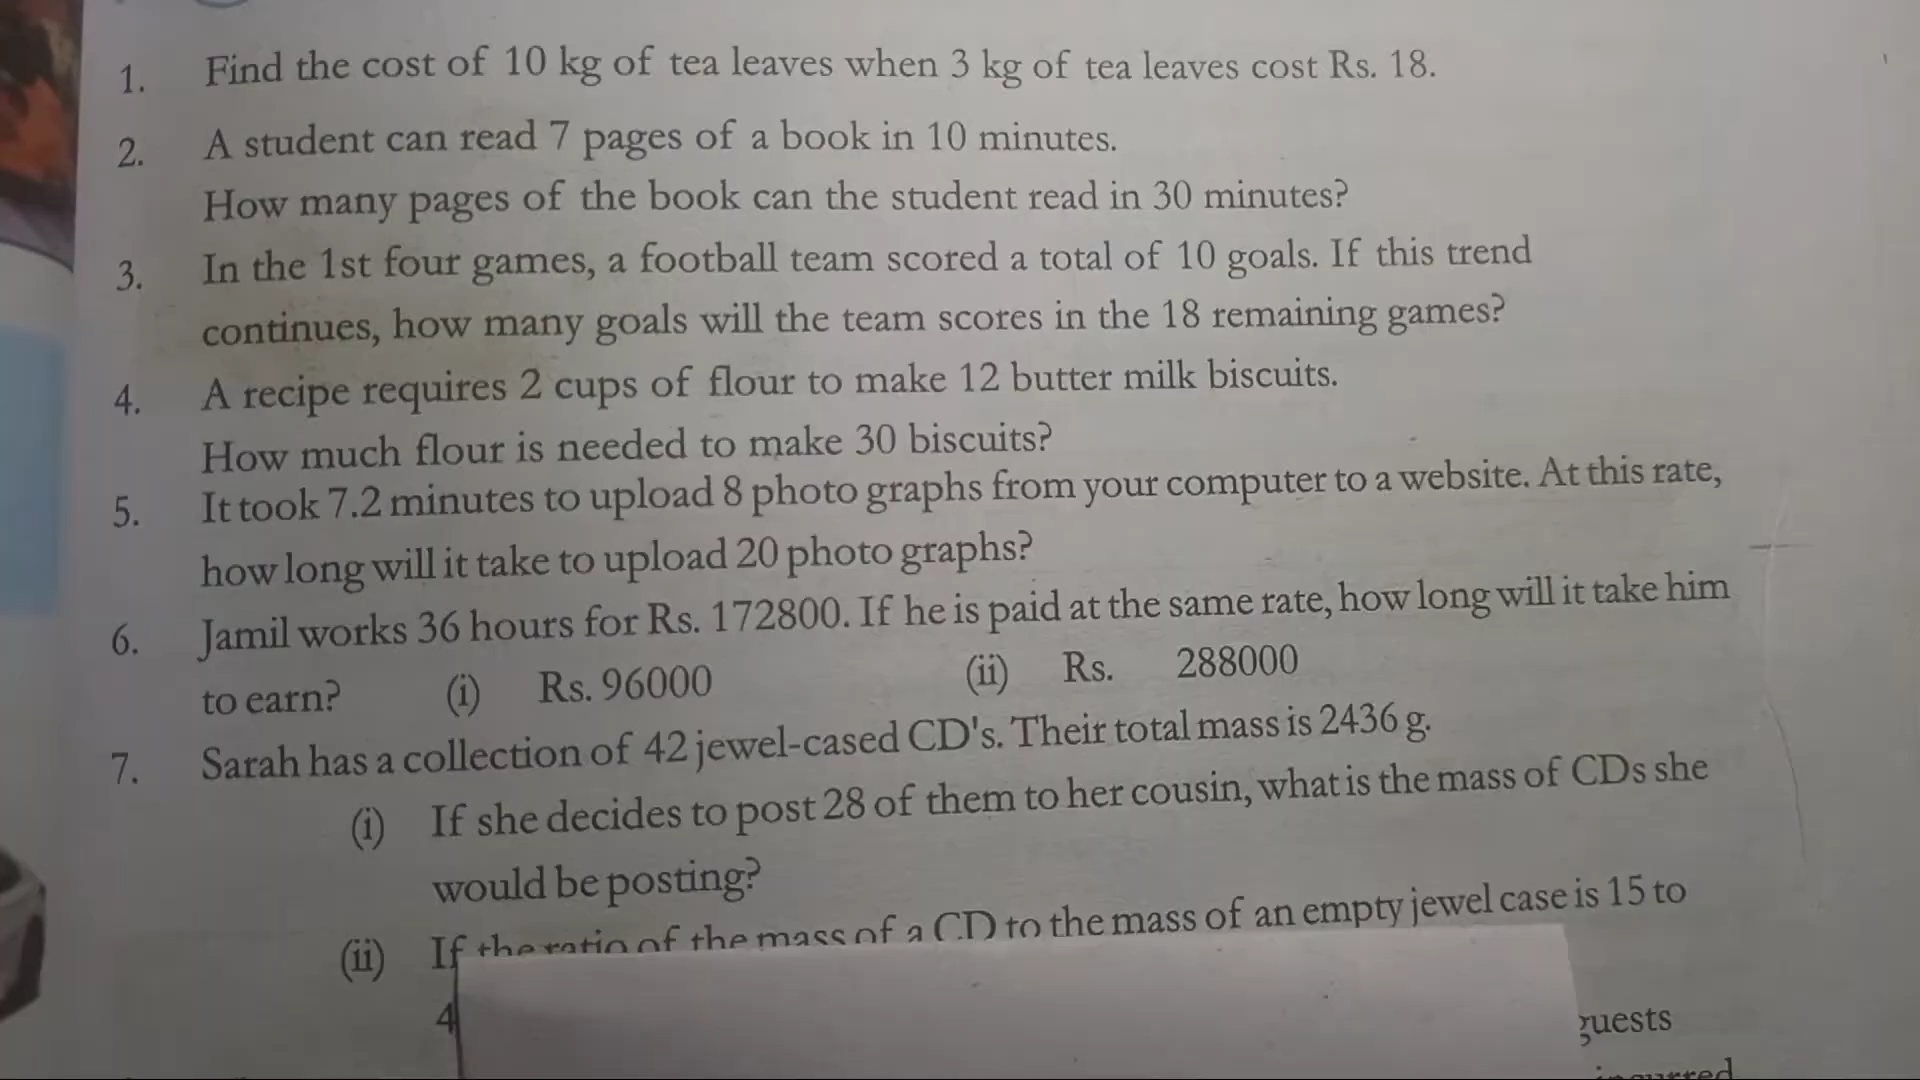 1. Find the cost of 10 kg of tea leaves when 3 kg of tea leaves cost Rs. 18.
2. A student can read 7 pages of a book in 10 minutes.
How many pages of the book can the student read in 30 minutes?
3. In the 1st four games, a football team scored a total of 10 goals. If this trend
continues, how many goals will the team scores in the 18 remaining games?
4. A recipe requires 2 cups of flour to make 12 butter milk biscuits.
How much flour is needed to make 30 biscuits?
5. It took 7.2 minutes to upload 8 photo graphs from your computer to a website. At this rate,
how long will it take to upload 20 photo graphs?
6. Jamil works 36 hours for Rs. 172800. If he is paid at the same rate, how long will it take him
to earn? (i) Rs. 96000 (ii) Rs. 288000
7. Sarah has a collection of 42 jewel-cased CD's. Their total mass is 2436 g.
(i) If she decides to post 28 of them to her cousin, what is the mass of CDs she
would be posting?
(ii) If the ratio of the mass of a CD to the mass of an empty jewel case is 15 to
4